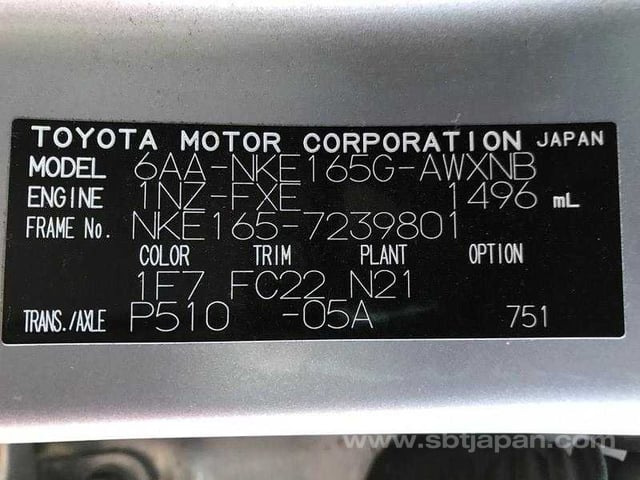 TOYOTA MOTOR CORPORATION JAPAN
MODEL 6AA-NKE165G-AWXNB
ENGINE 1NZ-FXE 1496 mL
FRAME No. NKE165-7239801
COLOR TRIM PLANT OPTION
1F7 FC22 N21
TRANS./AXLE P510 -05A 751
www.sbtjapan.com